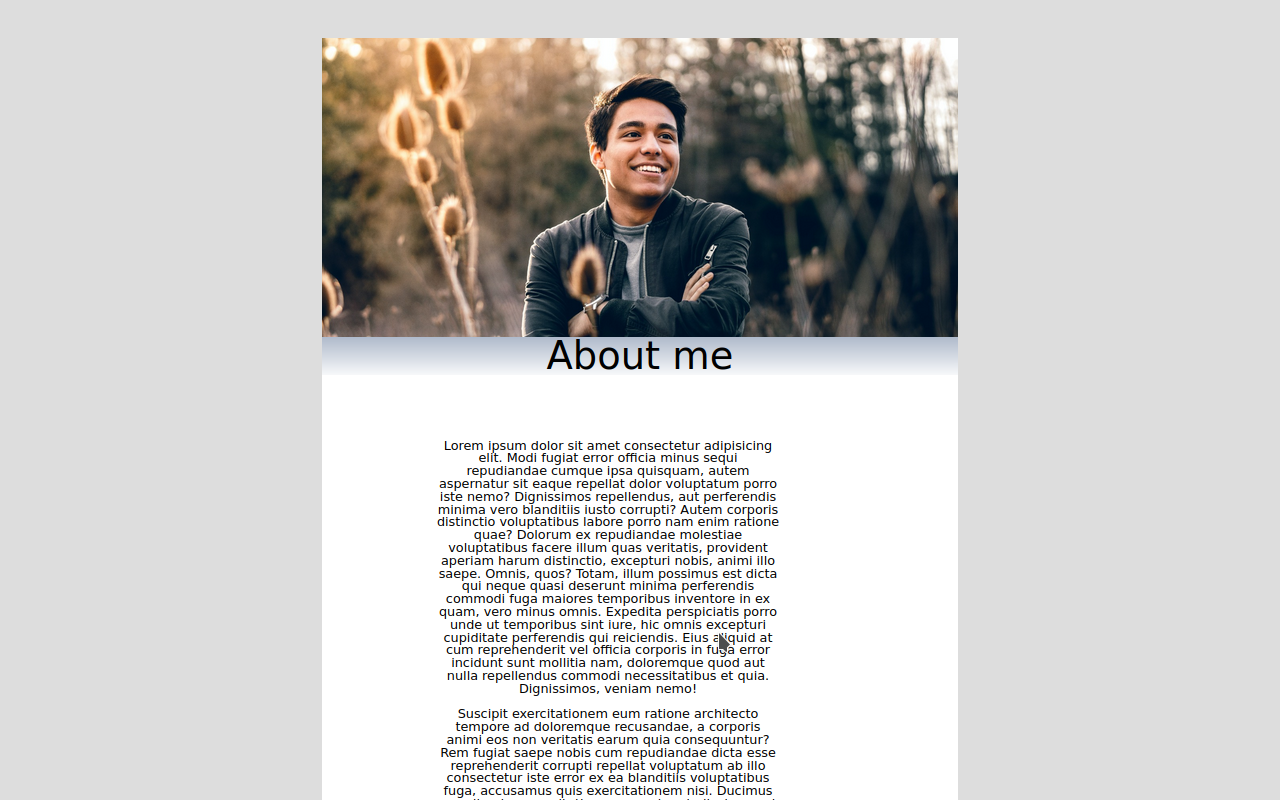 About me
Lorem ipsum dolor sit amet consectetur adipisicing
elit. Modi fugiat error officia minus sequi
repudiandae cumque ipsa quisquam, autem
aspernatur sit eaque repellat dolor voluptatum porro
iste nemo? Dignissimos repellendus, aut perferendis
minima vero blanditiis iusto corrupti? Autem corporis
distinctio voluptatibus labore porro nam enim ratione
quae? Dolorum ex repudiandae molestiae
voluptatibus facere illum quas veritatis, provident
aperiam harum distinctio, excepturi nobis, animi illo
saepe. Omnis, quos? Totam, illum possimus est dicta
qui neque quasi deserunt minima perferendis
commodi fuga maiores temporibus inventore in ex
quam, vero minus omnis. Expedita perspiciatis porro
unde ut temporibus sint iure, hic omnis excepturi
cupiditate perferendis qui reiciendis. Eius aliquid at
cum reprehenderit vel officia corporis in fuga error
incidunt sunt mollitia nam, doloremque quod aut
nulla repellendus commodi necessitatibus et quia.
Dignissimos, veniam nemo!
Suscipit exercitationem eum ratione architecto
tempore ad doloremque recusandae, a corporis
animi eos non veritatis earum quia consequuntur?
Rem fugiat saepe nobis cum repudiandae dicta esse
reprehenderit corrupti repellat voluptatum ab illo
consectetur iste error ex ea blanditiis voluptatibus
fuga, accusamus quis exercitationem nisi. Ducimus